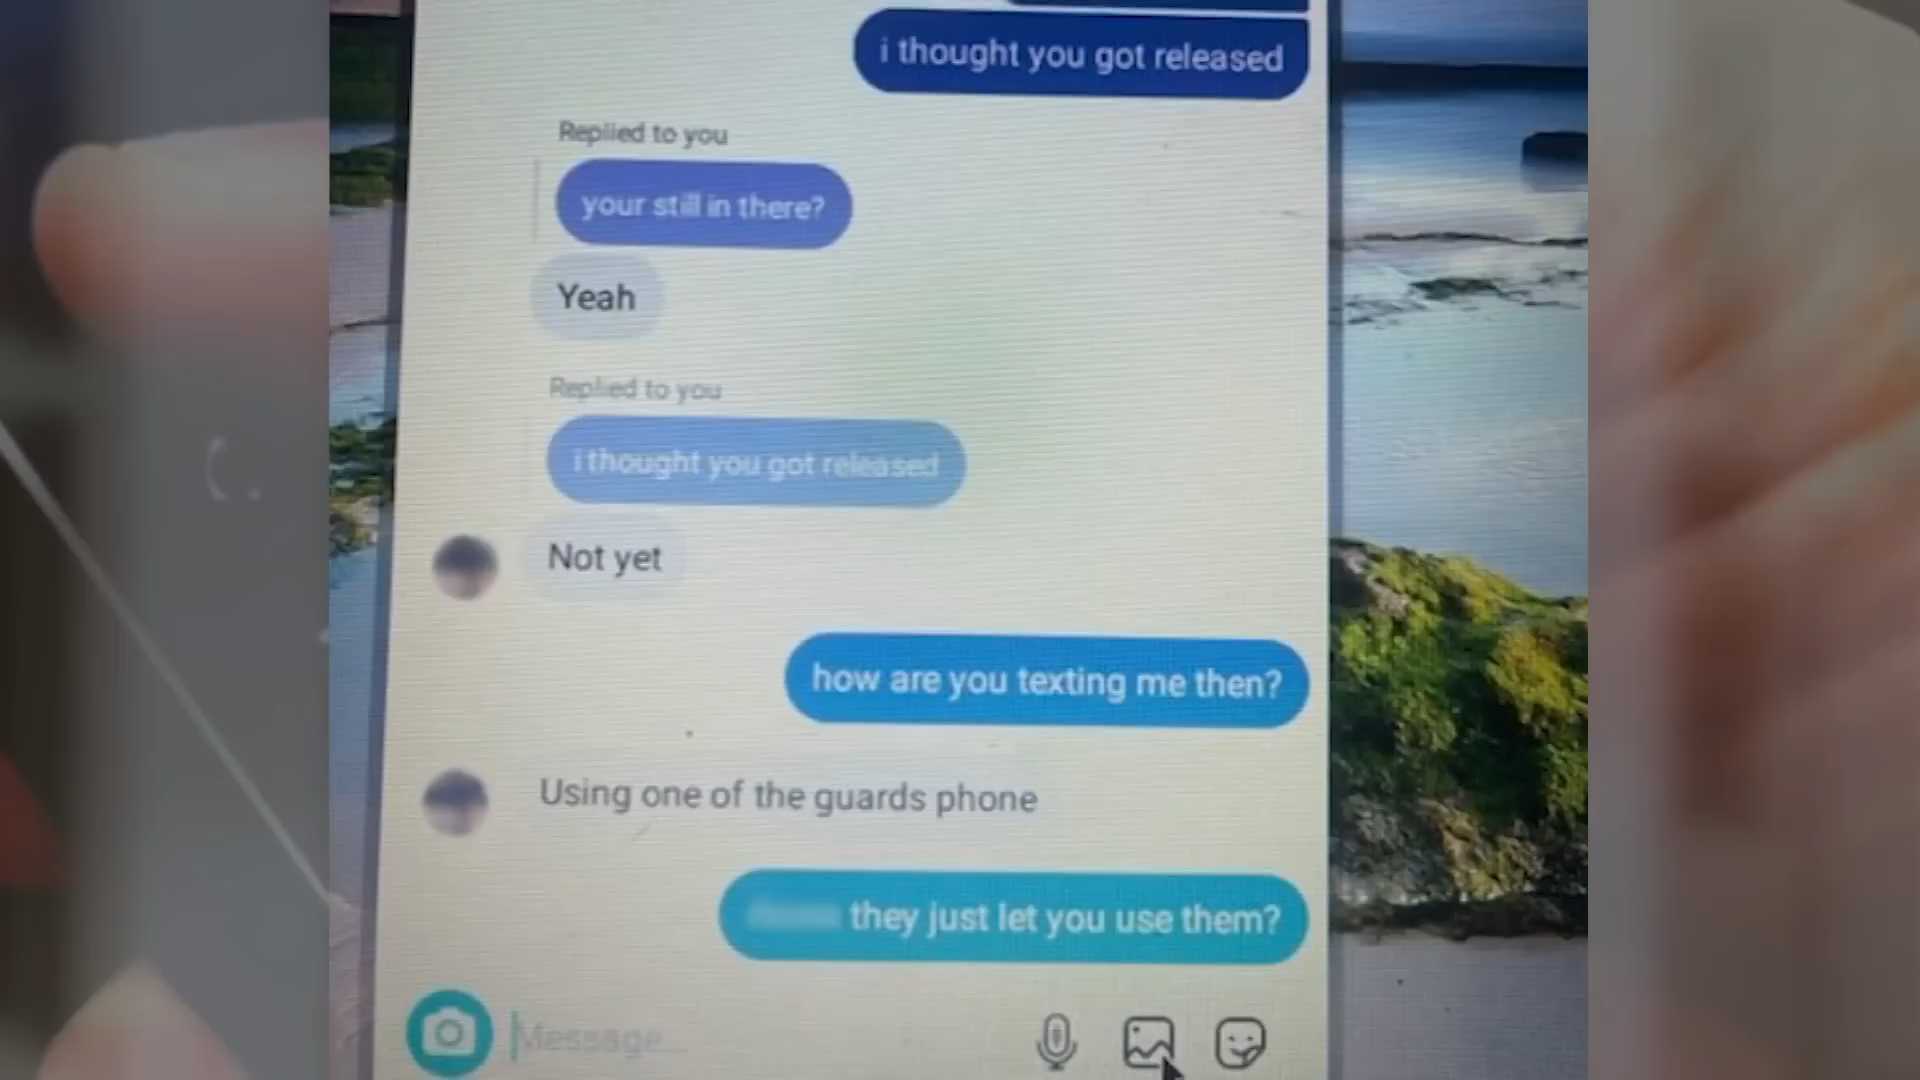 i thought you got released
Replied to you
your still in there?
Yeah
Replied to you
i thought you got released
Not yet
how are you texting me then?
Using one of the guards phone
they just let you use them?
Message...